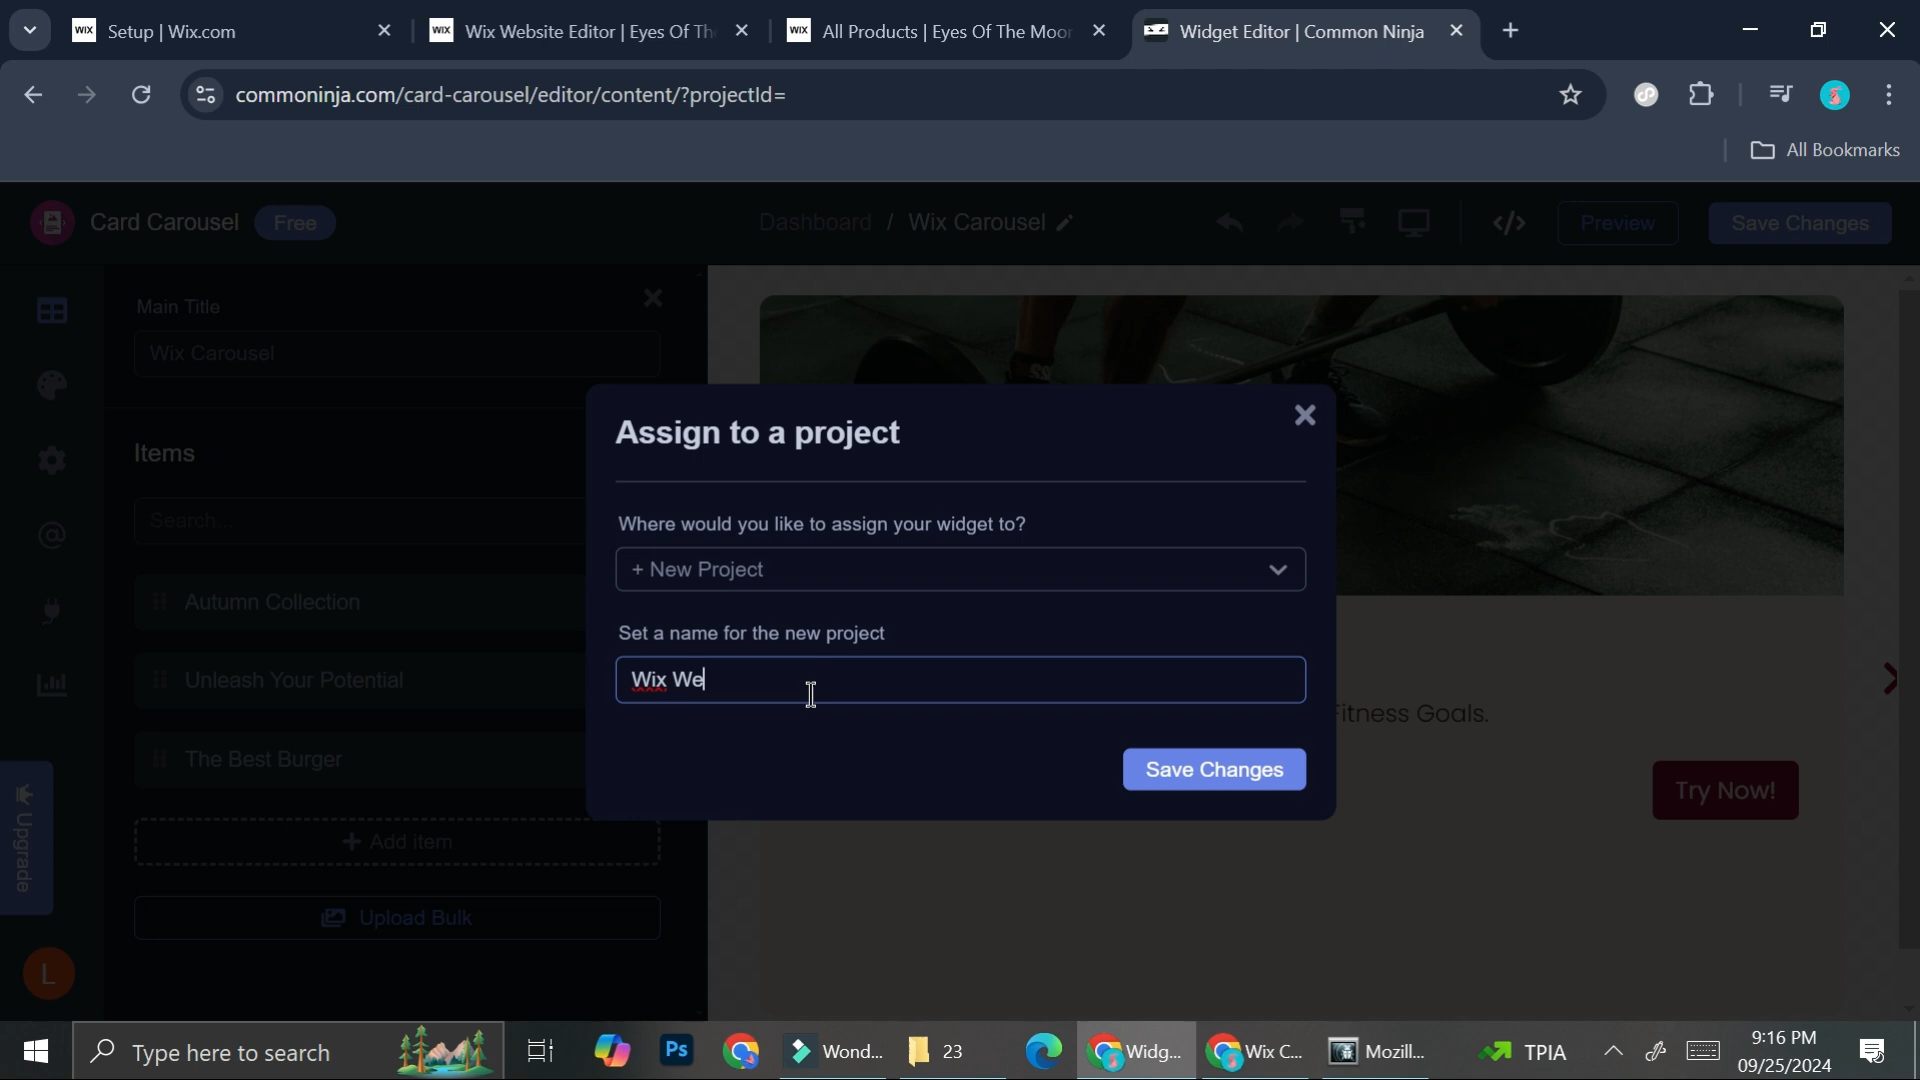 WIX Setup | Wix.com
WIX Wix Website Editor | Eyes Of Th
WIX All Products | Eyes Of The Moor
Widget Editor | Common Ninja
commoninja.com/card-carousel/editor/content/?projectId=
All Bookmarks
Card Carousel Free
Dashboard / Wix Carousel
Preview
Save Changes
Main Title
Wix Carousel
Items
Search...
Autumn Collection
Unleash Your Potential
The Best Burger
+ Add item
Upload Bulk
Upgrade
L
Assign to a project
Where would you like to assign your widget to?
+ New Project
Set a name for the new project
Wix We
Save Changes
Fitness Goals.
Try Now!
Type here to search
Ps
Wond...
23
Widg...
Wix C...
Mozill...
TPIA
9:16 PM
09/25/2024